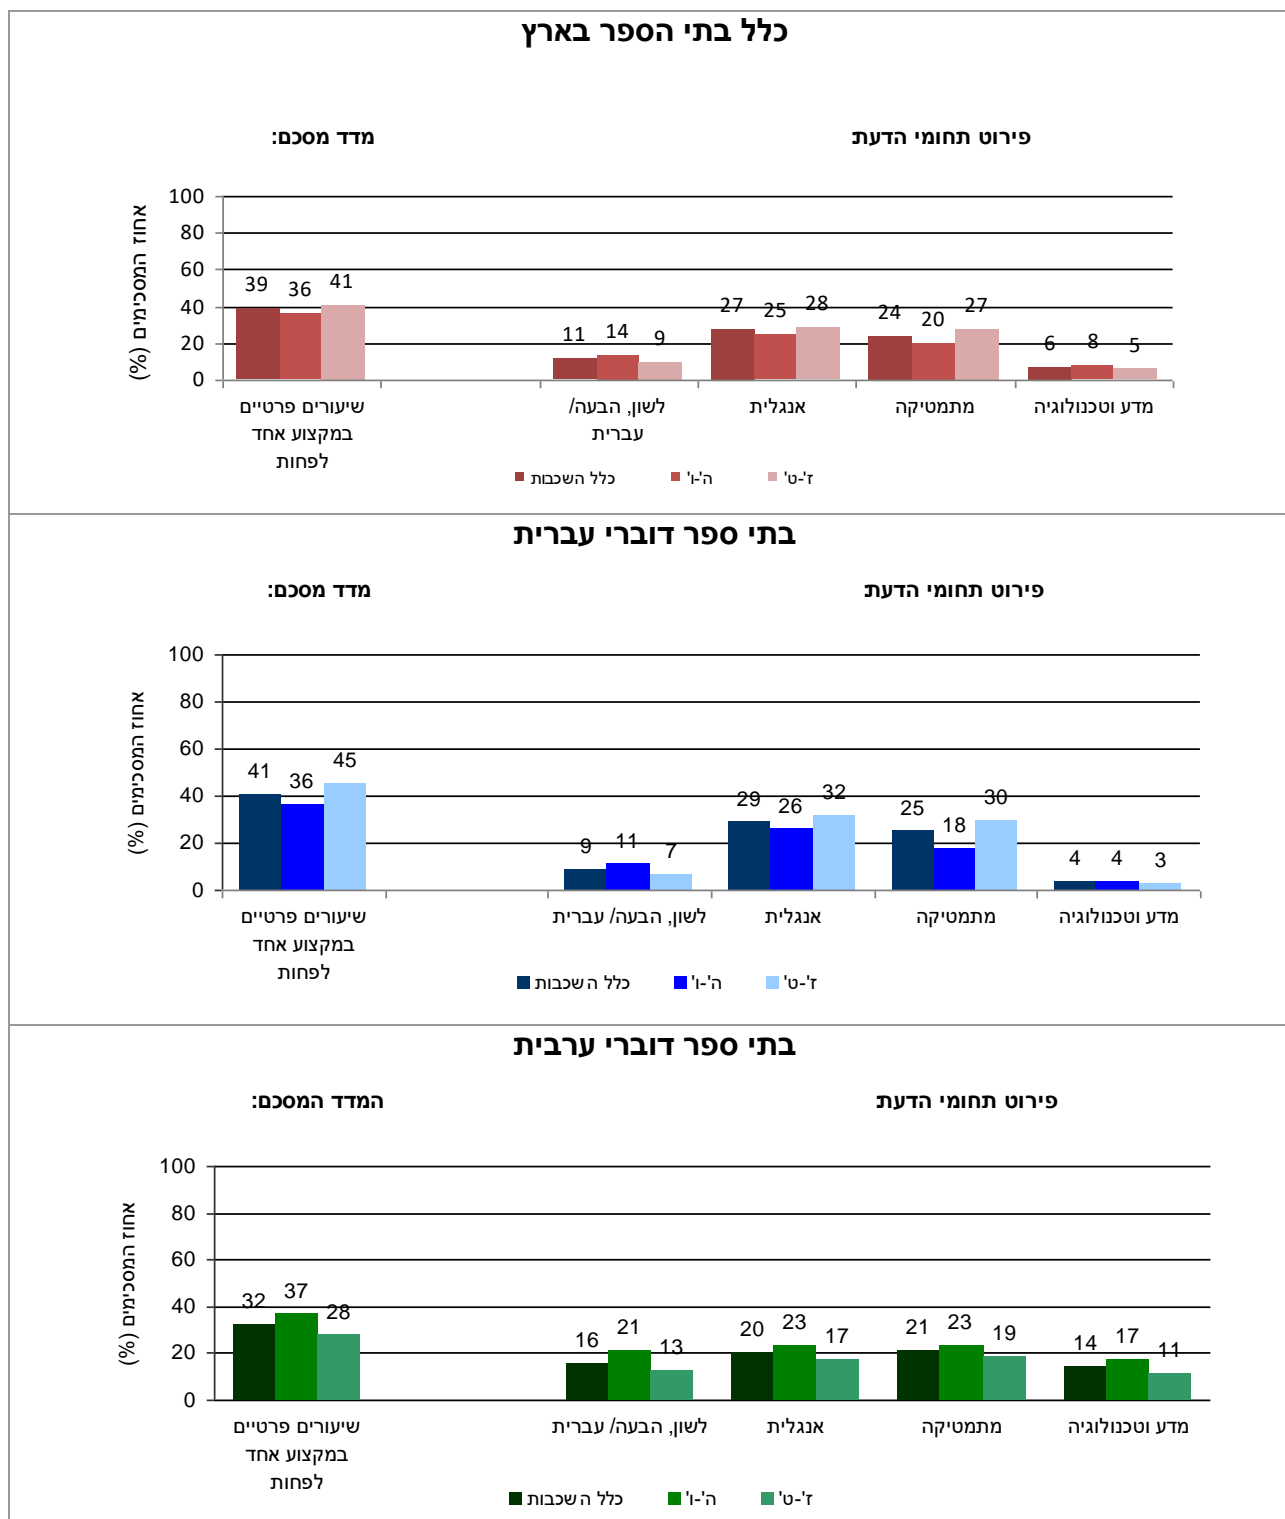 כלל בתי הספר בארץ
מדד מסכם:
פירוט תחומי הדעת:
אחוז המסכימים (%)
100
80
60
40
20
0
39 36 41
11 14 9
27 25 28
24 20 27
6 8 5
שיעורים פרטיים
במקצוע אחד
לפחות
לשון, הבעה/
עברית
אנגלית
מתמטיקה
מדע וטכנולוגיה
כלל השכבות
ה'-ו'
ז'-ט'
בתי ספר דוברי עברית
מדד מסכם:
פירוט תחומי הדעת:
אחוז המסכימים (%)
100
80
60
40
20
0
41 36 45
9 11 7
29 26 32
25 18 30
4 4 3
שיעורים פרטיים
במקצוע אחד
לפחות
לשון, הבעה/ עברית
אנגלית
מתמטיקה
מדע וטכנולוגיה
כלל השכבות
ה'-ו'
ז'-ט'
בתי ספר דוברי ערבית
המדד המסכם:
פירוט תחומי הדעת:
אחוז המסכימים (%)
100
80
60
40
20
0
32 37 28
16 21 13
20 23 17
21 23 19
14 17 11
שיעורים פרטיים
במקצוע אחד
לפחות
לשון, הבעה/ עברית
אנגלית
מתמטיקה
מדע וטכנולוגיה
כלל השכבות
ה'-ו'
ז'-ט'